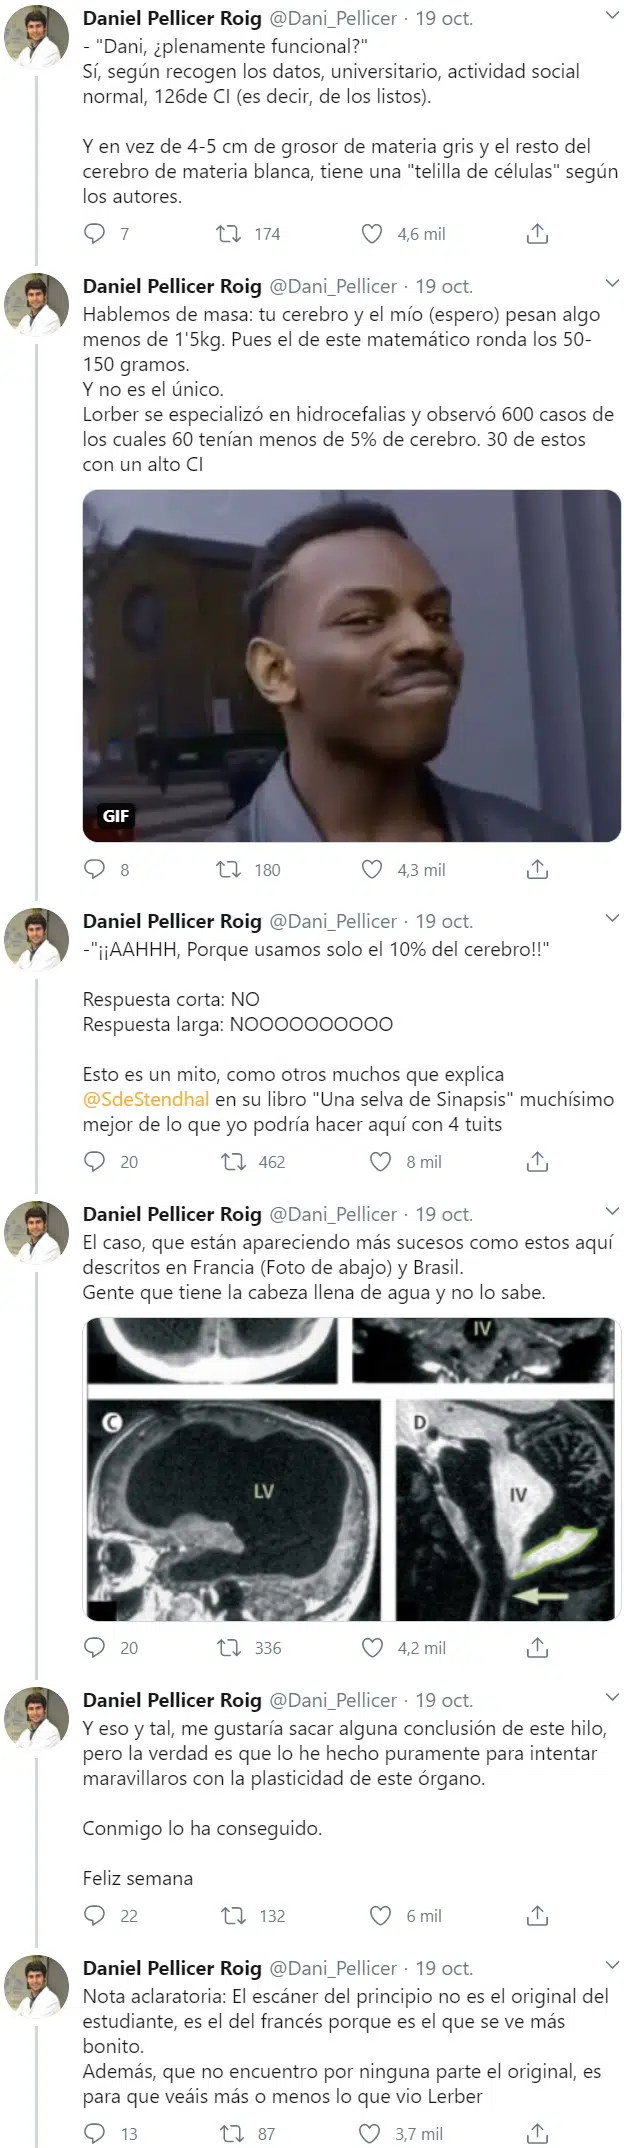 Daniel Pellicer Roig @Dani_Pellicer · 19 oct.
- "Dani, ¿plenamente funcional?"
Sí, según recogen los datos, universitario, actividad social
normal, 126de CI (es decir, de los listos).
Y en vez de 4-5 cm de grosor de materia gris y el resto del
cerebro de materia blanca, tiene una "telilla de células" según
los autores.
7 174 4,6 mil
Daniel Pellicer Roig @Dani_Pellicer · 19 oct.
Hablemos de masa: tu cerebro y el mío (espero) pesan algo
menos de 1'5kg. Pues el de este matemático ronda los 50-
150 gramos.
Y no es el único.
Lorber se especializó en hidrocefalias y observó 600 casos de
los cuales 60 tenían menos de 5% de cerebro. 30 de estos
con un alto CI
GIF
8 180 4,3 mil
Daniel Pellicer Roig @Dani_Pellicer · 19 oct.
-"¡¡AAHHH, Porque usamos solo el 10% del cerebro!!"
Respuesta corta: NO
Respuesta larga: NOOOOOOOOOO
Esto es un mito, como otros muchos que explica
@SdeStendhal en su libro "Una selva de Sinapsis" muchísimo
mejor de lo que yo podría hacer aquí con 4 tuits
20 462 8 mil
Daniel Pellicer Roig @Dani_Pellicer · 19 oct.
El caso, que están apareciendo más sucesos como estos aquí
descritos en Francia (Foto de abajo) y Brasil.
Gente que tiene la cabeza llena de agua y no lo sabe.
IV
C
D
LV
IV
20 336 4,2 mil
Daniel Pellicer Roig @Dani_Pellicer · 19 oct.
Y eso y tal, me gustaría sacar alguna conclusión de este hilo,
pero la verdad es que lo he hecho puramente para intentar
maravillaros con la plasticidad de este órgano.
Conmigo lo ha conseguido.
Feliz semana
22 132 6 mil
Daniel Pellicer Roig @Dani_Pellicer · 19 oct.
Nota aclaratoria: El escáner del principio no es el original del
estudiante, es el del francés porque es el que se ve más
bonito.
Además, que no encuentro por ninguna parte el original, es
para que veáis más o menos lo que vio Lerber
13 87 3,7 mil